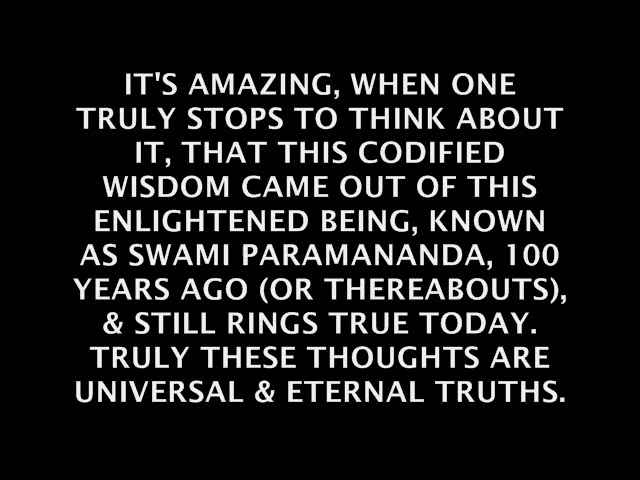 IT'S AMAZING, WHEN ONE
TRULY STOPS TO THINK ABOUT
IT, THAT THIS CODIFIED
WISDOM CAME OUT OF THIS
ENLIGHTENED BEING, KNOWN
AS SWAMI PARAMANANDA, 100
YEARS AGO (OR THEREABOUTS),
& STILL RINGS TRUE TODAY.
TRULY THESE THOUGHTS ARE
UNIVERSAL & ETERNAL TRUTHS.